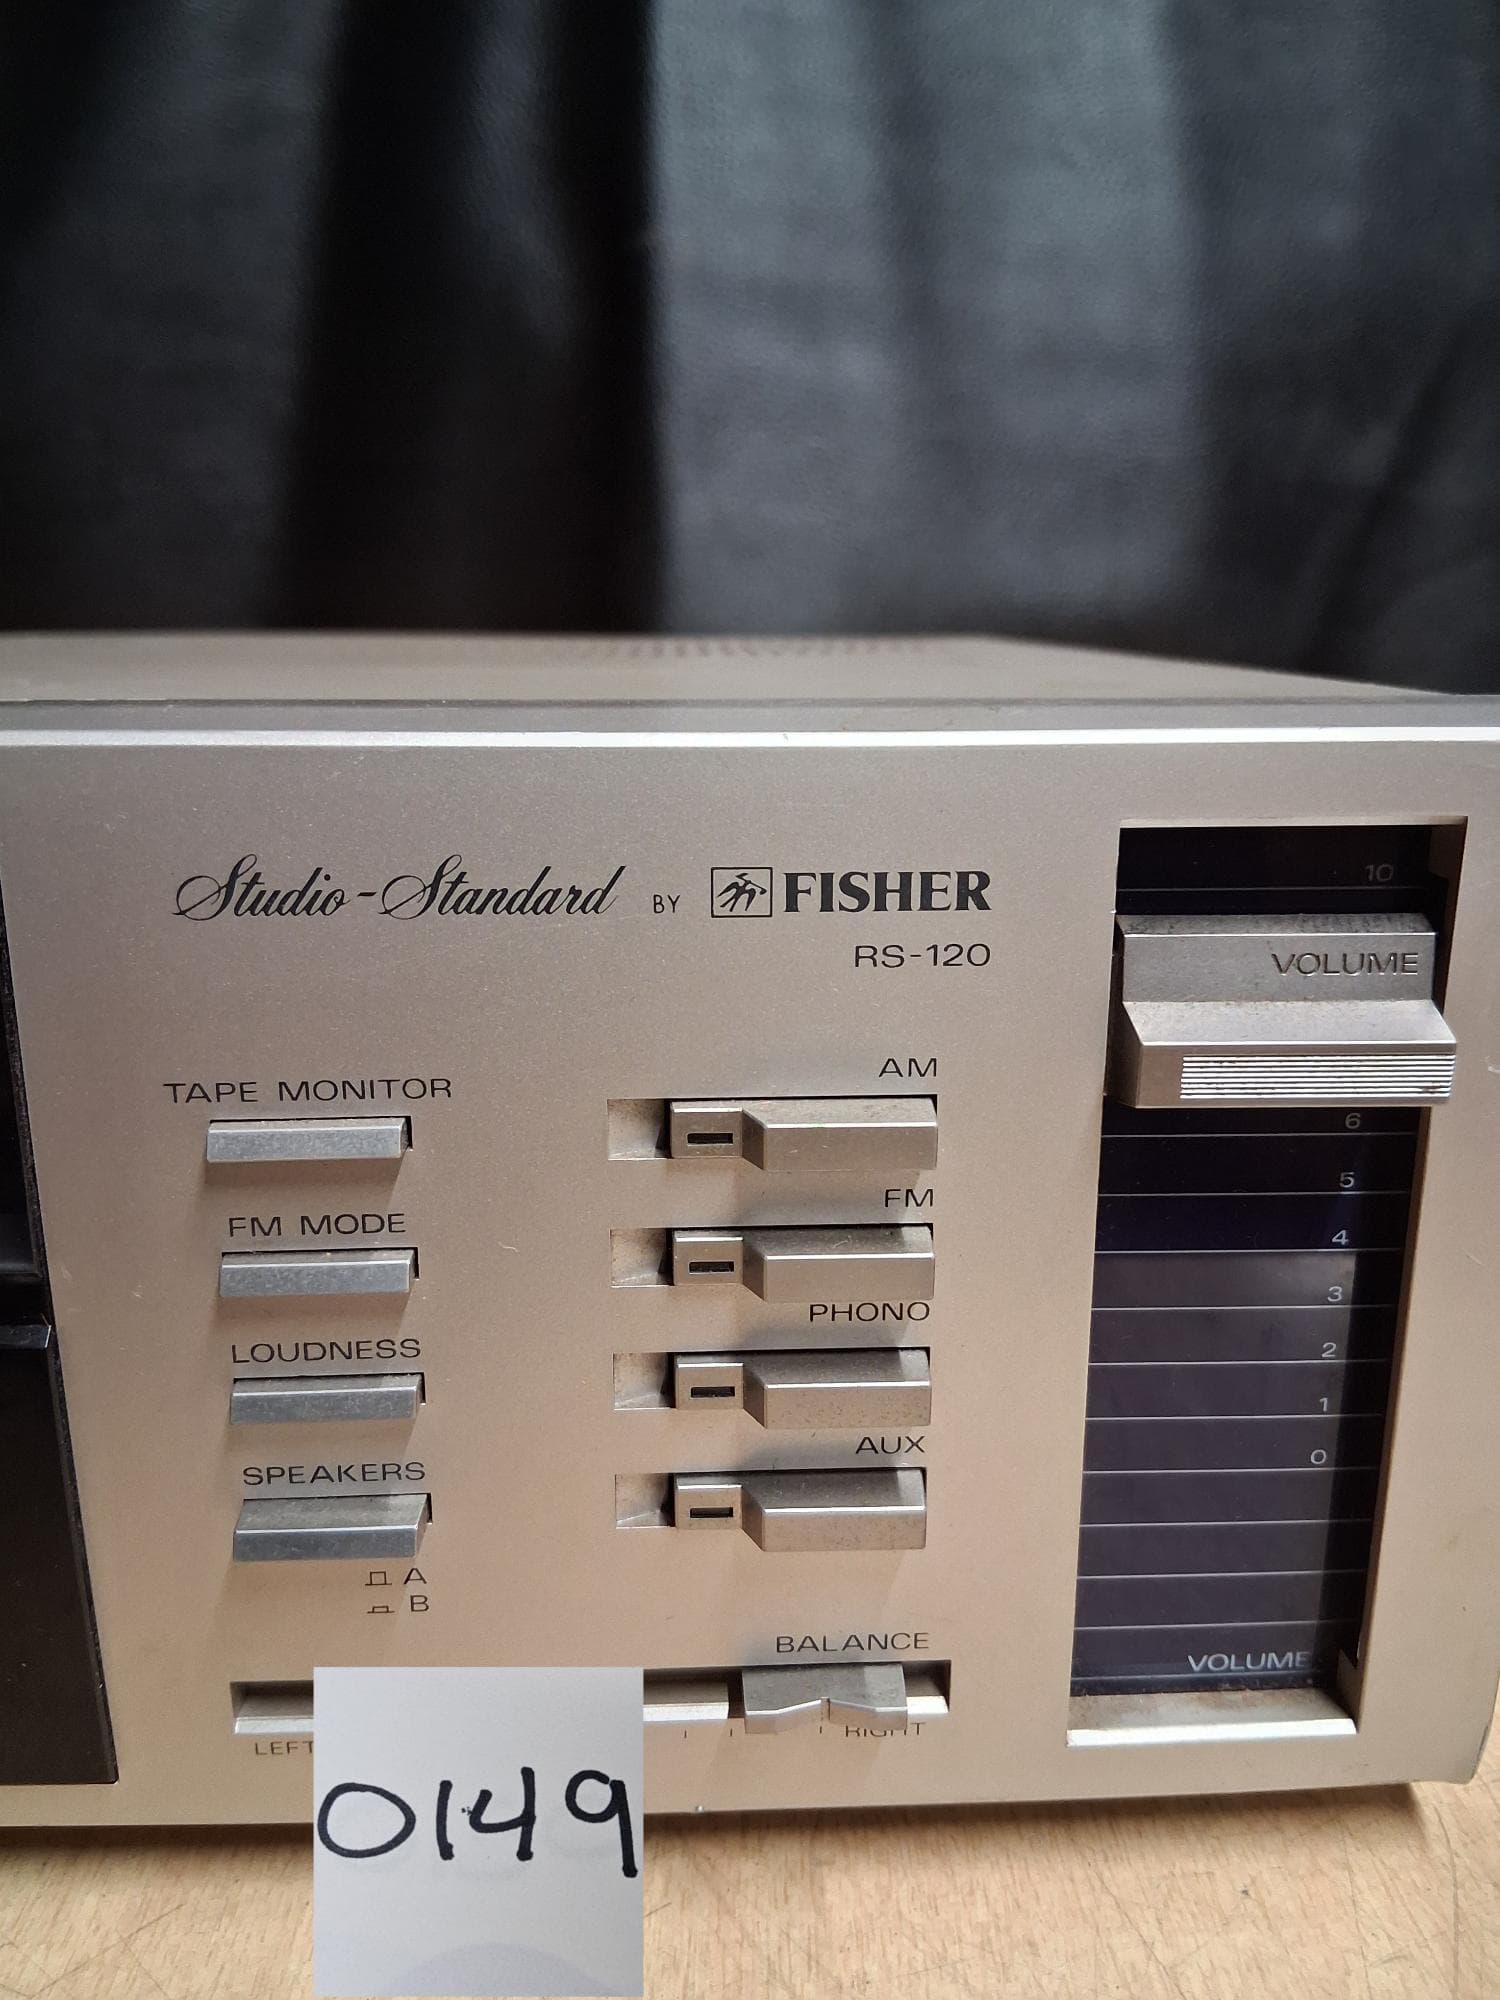 Studio-Standard BY FISHER
RS-120
10
VOLUME
6
5
4
3
2
1
0
VOLUME
TAPE MONITOR
FM MODE
LOUDNESS
SPEAKERS
A
B
AM
FM
PHONO
AUX
BALANCE
LEFT
RIGHT
0149